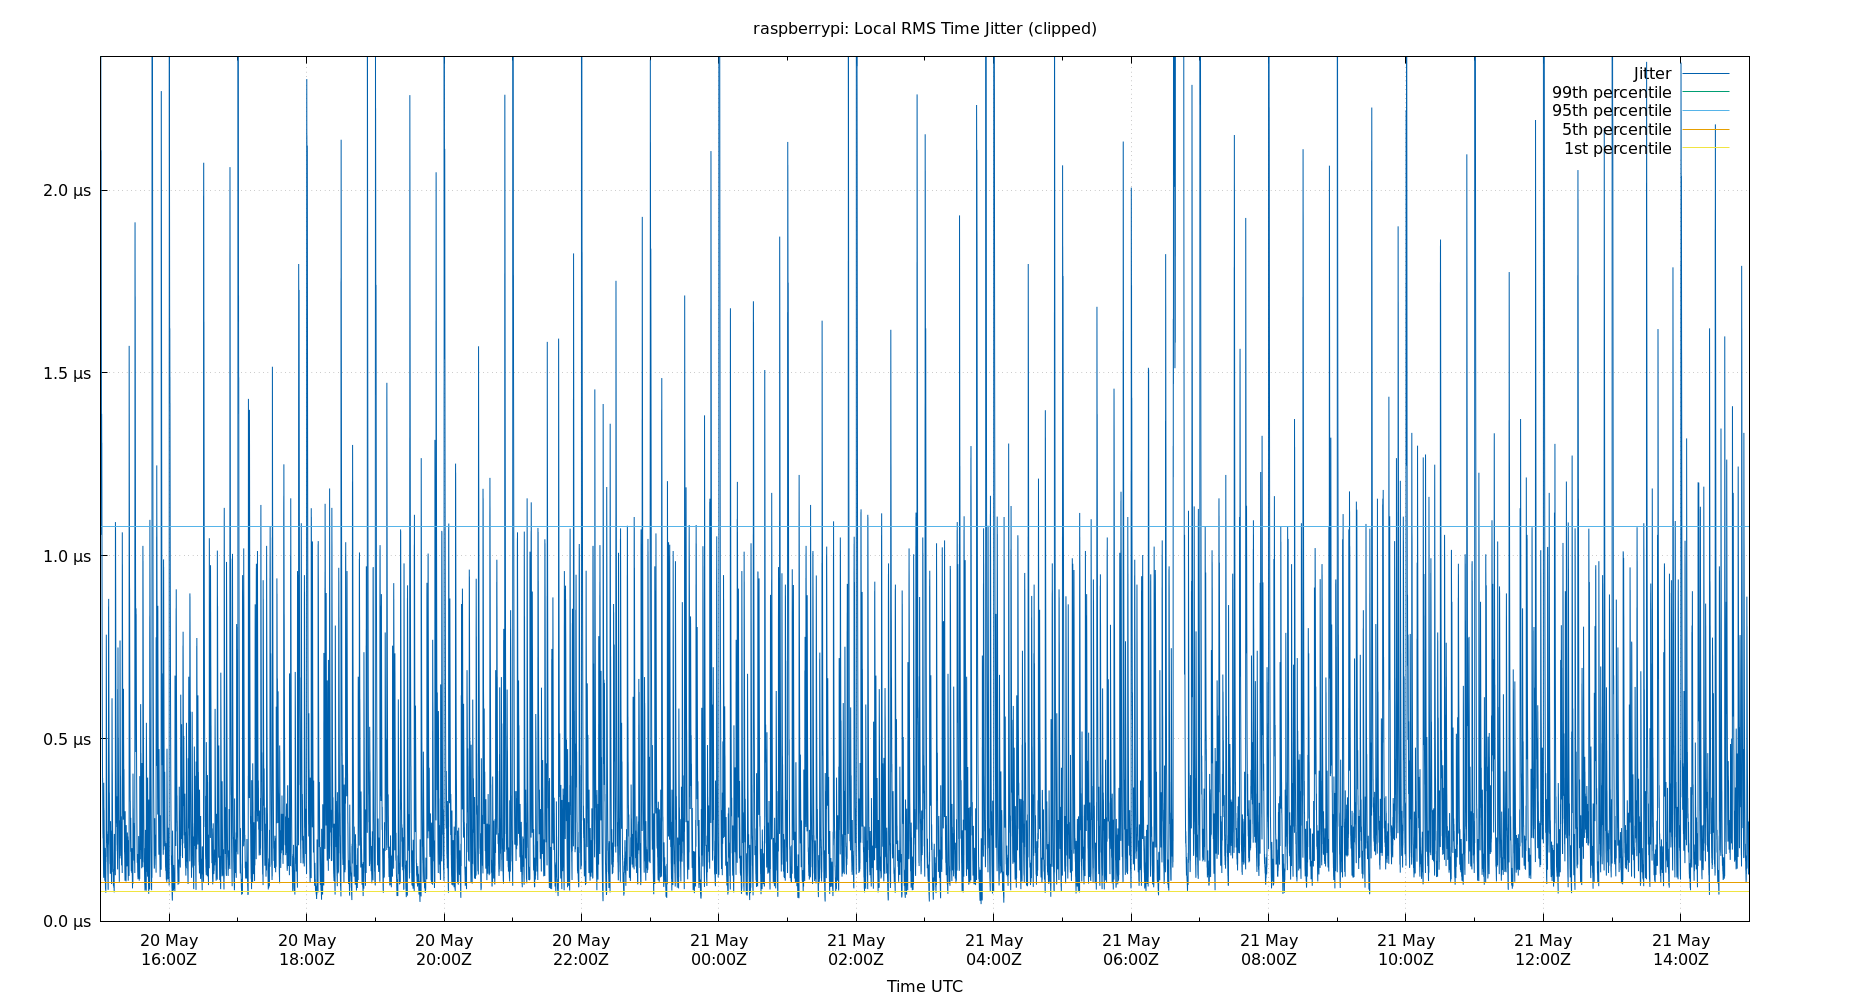 raspberrypi: Local RMS Time Jitter (clipped)
Jitter
99th percentile
95th percentile
5th percentile
1st percentile
2.0 µs
1.5 µs
1.0 µs
0.5 µs
0.0 µs
20 May 20 May 20 May 20 May 21 May 21 May 21 May 21 May 21 May 21 May 21 May 21 May
16:00Z 18:00Z 20:00Z 22:00Z 00:00Z 02:00Z 04:00Z 06:00Z 08:00Z 10:00Z 12:00Z 14:00Z
Time UTC